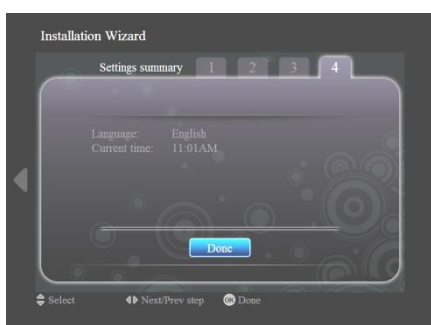 Installation Wizard
Settings summary 1 2 3 4
Language: English
Current time: 11:01AM
Done
Select Next/Prev step OK Done